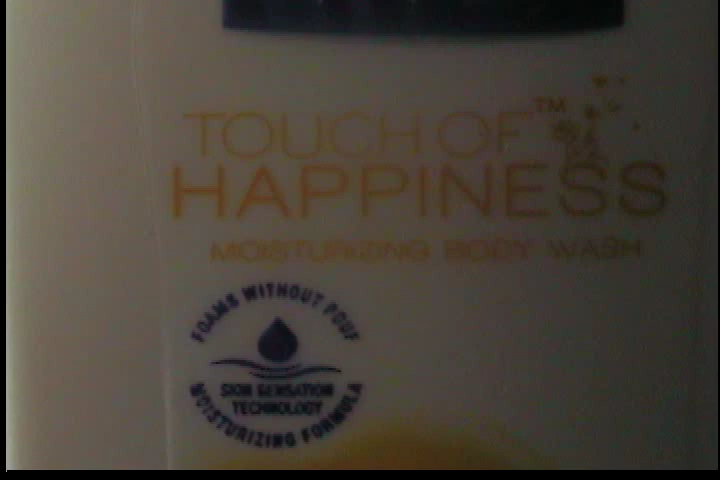 TOUCH OF™
HAPPINESS
MOISTURIZING BODY WASH
FOAMS WITHOUT POUF
SKIN SENSATION
TECHNOLOGY
MOISTURIZING FORMULA